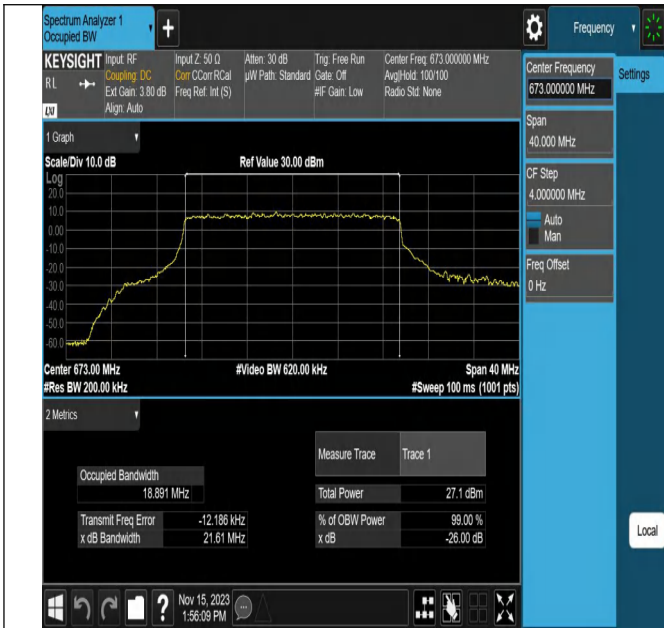 Spectrum Analyzer 1
Occupied BW
Frequency
KEYSIGHT
RL
LXI
Input: RF
Coupling: DC
Ext Gain: 3.80 dB
Align: Auto
Input Z: 50 Ω
Corr CCorr RCal
Freq Ref: Int (S)
Atten: 30 dB
µW Path: Standard
Trig: Free Run
Gate: Off
#IF Gain: Low
Center Freq: 673.000000 MHz
Avg|Hold: 100/100
Radio Std: None
Center Frequency
673.000000 MHz
Settings
Span
40.000 MHz
CF Step
4.000000 MHz
Auto
Man
Freq Offset
0 Hz
Local
1 Graph
Scale/Div 10.0 dB
Ref Value 30.00 dBm
Log
20.0
10.0
0.00
-10.0
-20.0
-30.0
-40.0
-50.0
-60.0
Center 673.00 MHz
#Video BW 620.00 kHz
Span 40 MHz
#Res BW 200.00 kHz
#Sweep 100 ms (1001 pts)
2 Metrics
Measure Trace
Trace 1
Occupied Bandwidth
18.891 MHz
Total Power
27.1 dBm
Transmit Freq Error
-12.186 kHz
% of OBW Power
99.00 %
x dB Bandwidth
21.61 MHz
x dB
-26.00 dB
?
Nov 15, 2023
1:56:09 PM